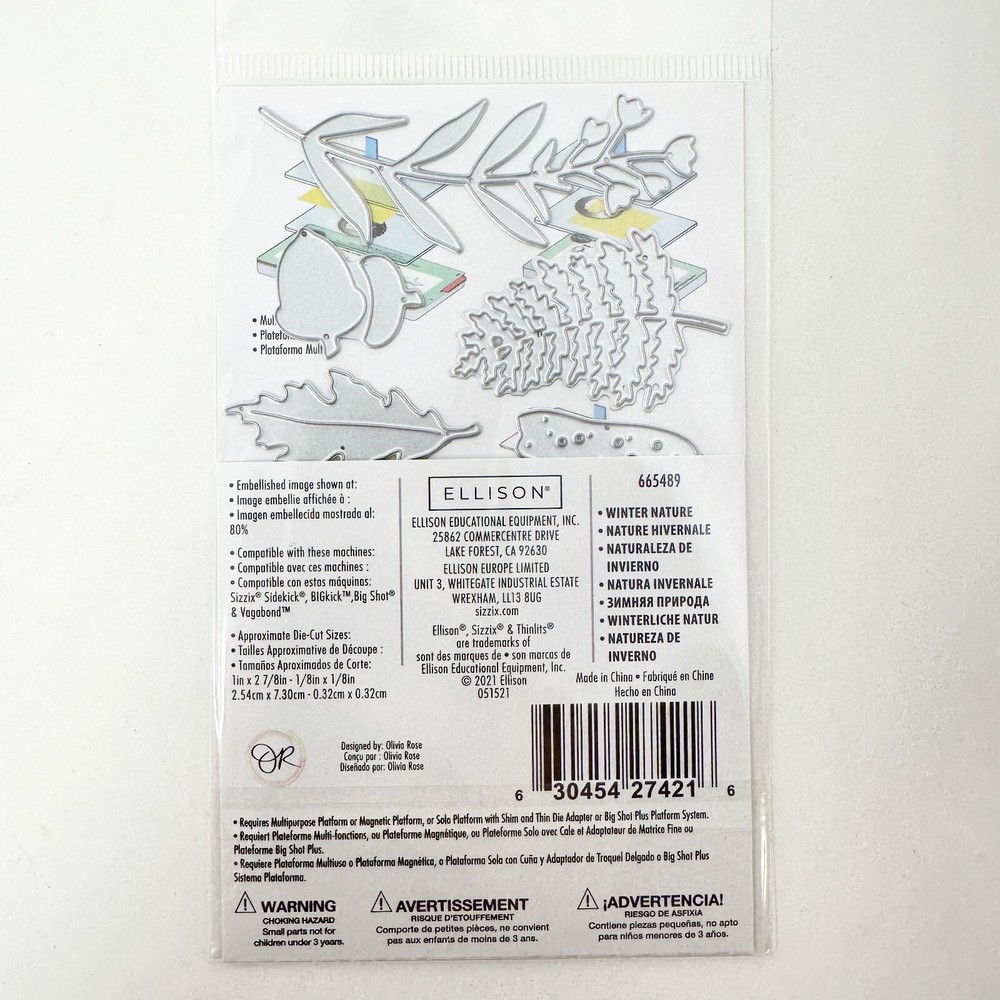 • Mul
• Platefor
• Plataforma Mult
• Embellished image shown at:
• Image embellie affichée à :
• Imagen embellecida mostrada al:
80%
• Compatible with these machines:
• Compatible avec ces machines :
• Compatible con estas máquinas:
Sizzix® Sidekick®, BIGkick™,Big Shot®
& Vagabond™
• Approximate Die-Cut Sizes:
• Tailles Approximative de Découpe :
• Tamaños Aproximados de Corte:
1in x 2 7/8in - 1/8in x 1/8in
2.54cm x 7.30cm - 0.32cm x 0.32cm
ELLISON®
ELLISON EDUCATIONAL EQUIPMENT, INC.
25862 COMMERCENTRE DRIVE
LAKE FOREST, CA 92630
ELLISON EUROPE LIMITED
UNIT 3, WHITEGATE INDUSTRIAL ESTATE
WREXHAM, LL13 8UG
sizzix.com
Ellison®, Sizzix® & Thinlits®
are trademarks of
sont des marques de • son marcas de
Ellison Educational Equipment, Inc.
© 2021 Ellison
051521
665489
• WINTER NATURE
• NATURE HIVERNALE
• NATURALEZA DE
INVIERNO
• NATURA INVERNALE
• ЗИМНЯЯ ПРИРОДА
• WINTERLICHE NATUR
• NATUREZA DE
INVERNO
Made in China • Fabriqué en Chine
Hecho en China
OR
Designed by: Olivia Rose
Conçu par : Olivia Rose
Diseñado por: Olivia Rose
6 30454 27421 6
• Requires Multipurpose Platform or Magnetic Platform, or Solo Platform with Shim and Thin Die Adapter or Big Shot Plus Platform System.
• Requiert Plateforme Multi-fonctions, ou Plateforme Magnétique, ou Plateforme Solo avec Cale et Adaptateur de Matrice Fine ou
Plateforme Big Shot Plus.
• Requiere Plataforma Multiuso o Plataforma Magnética, o Plataforma Sola con Cuña y Adaptador de Troquel Delgado o Big Shot Plus
Sistema Plataforma.
WARNING
CHOKING HAZARD
Small parts not for
children under 3 years.
AVERTISSEMENT
RISQUE D'ETOUFFEMENT
Comporte de petites pièces, ne convient
pas aux enfants de moins de 3 ans.
¡ADVERTENCIA!
RIESGO DE ASFIXIA
Contiene piezas pequeñas, no apto
para niños menores de 3 años.